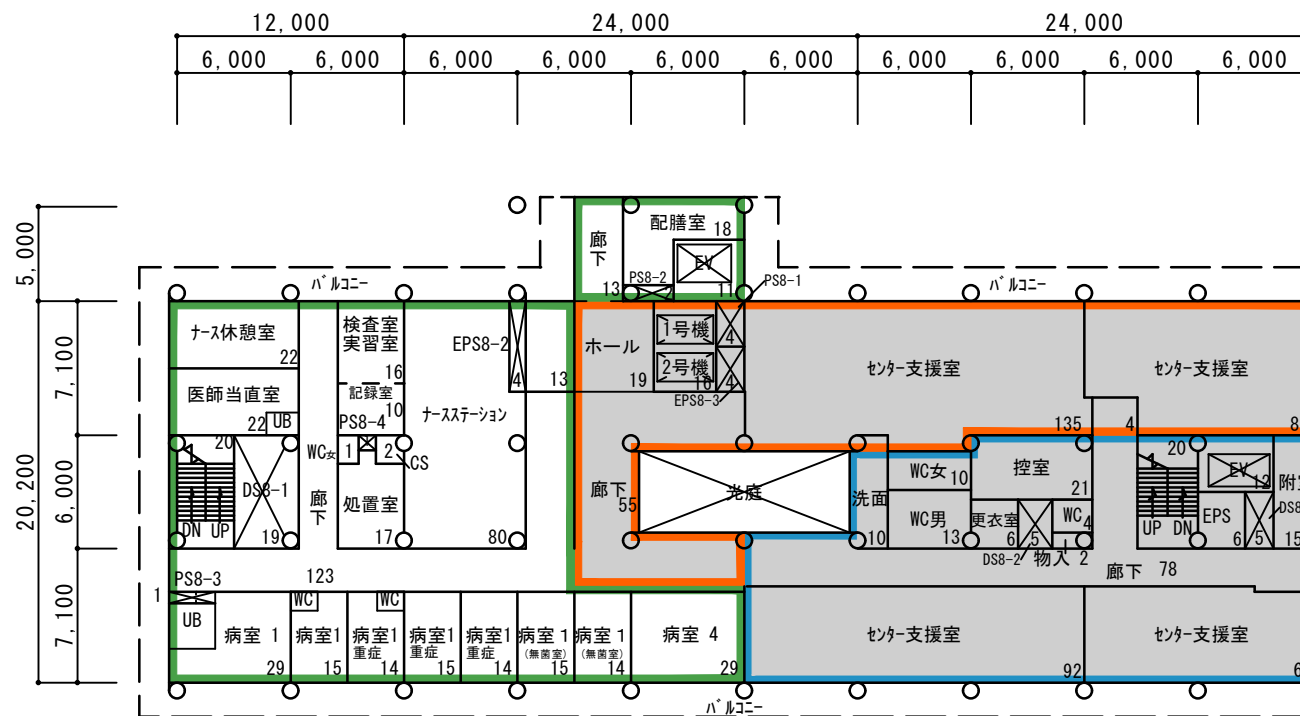 12,000 24,000 24,000
6,000 6,000 6,000 6,000 6,000 6,000 6,000 6,000 6,000 6,000
5,000
7,100
20,200
6,000
7,100
廊下
13
配膳室
18
PS8-2
2
EV
11
PS8-1
バルコニー
バルコニー
ナース休憩室
22
検査室
実習室
16
EPS8-2
4
13
ホール
19
1号機
2号機
16
4
4
EPS8-3
センター支援室
135
センター支援室
8
医師当直室
22
UB
記録室
10
PS8-4
1
2
CS
ナースステーション
80
WC女
廊下
20
DS8-1
DN UP
19
処置室
17
廊下
55
光庭
洗面
10
WC女
10
WC男
13
控室
21
更衣室
6
5
DS8-2
WC
4
物入 2
4
20
UP DN
EV
12
EPS
6
5
附室
DS8
15
廊下 78
PS8-3
1
123
UB
病室 1
29
WC
病室1
15
WC
病室1
重症
14
病室1
重症
15
病室1
重症
14
病室 1
(無菌室)
15
病室 1
(無菌室)
14
病室 4
29
センター支援室
92
センター支援室
6
バルコニー